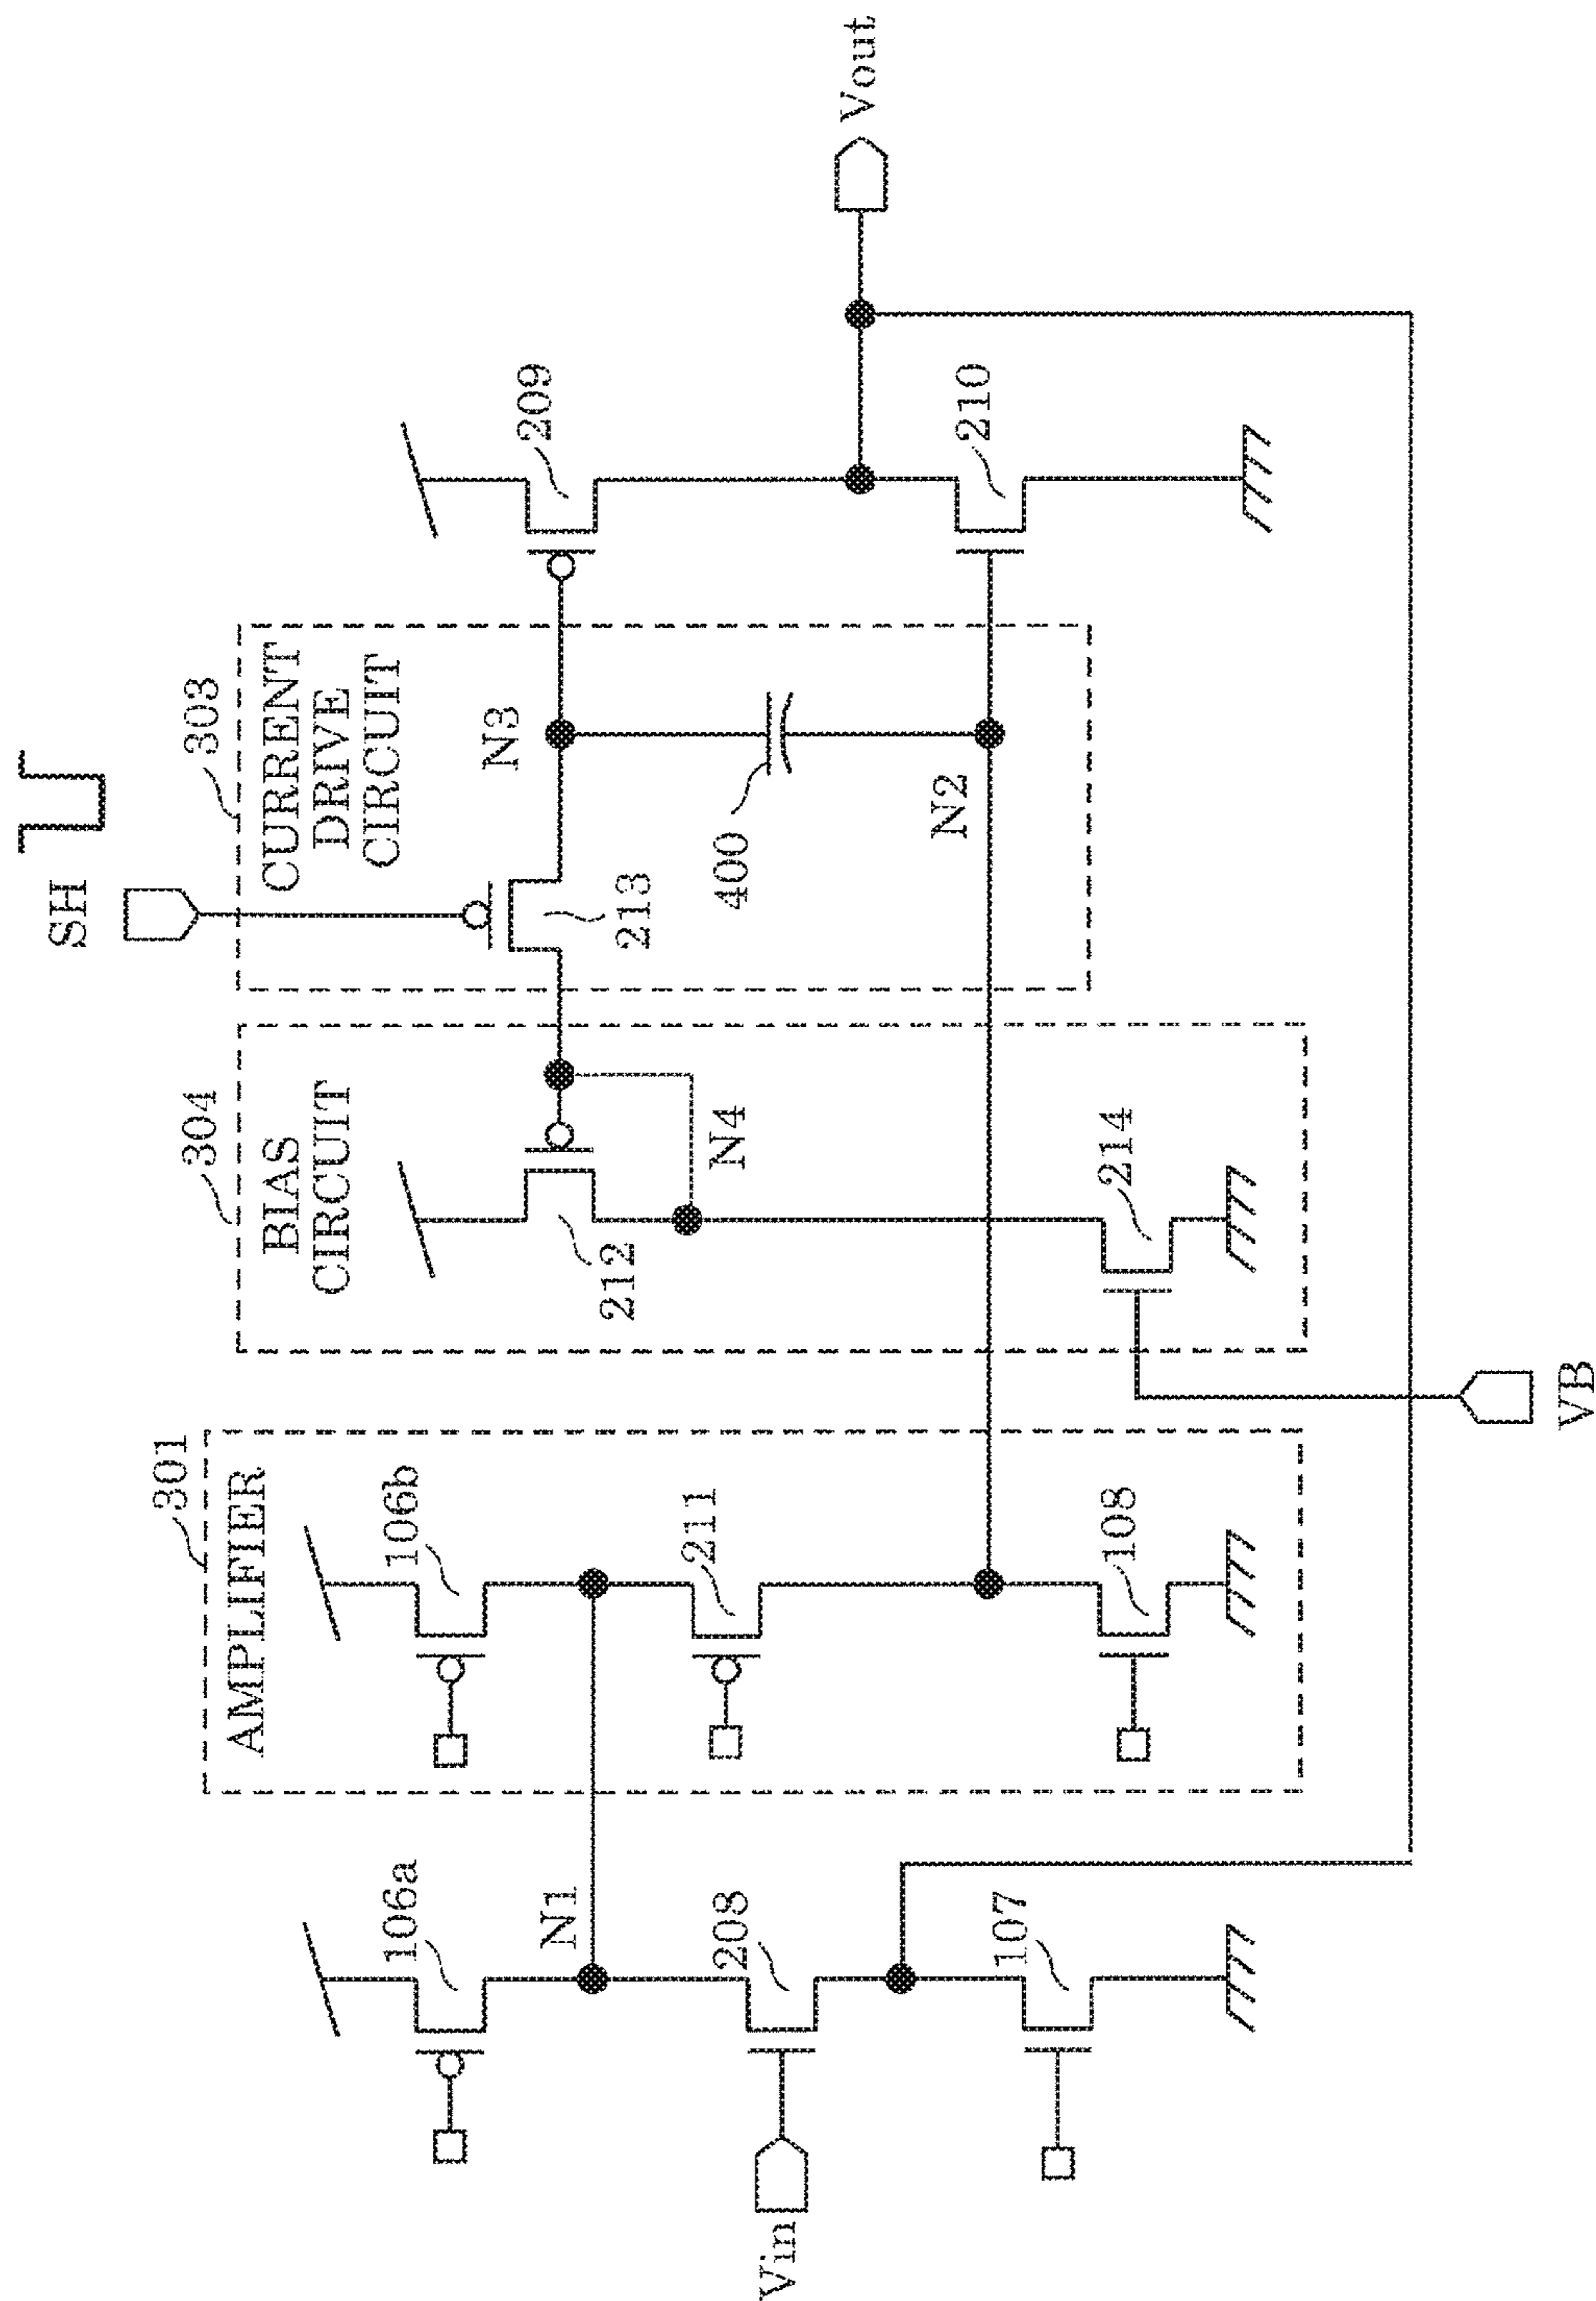 SH
303
CURRENT
DRIVE
CIRCUIT
304
BIAS
CIRCUIT
301
AMPLIFIER
106a
106b
N1
208
107
Vin
211
108
212
N4
214
VB
213
N3
400
N2
209
210
Vout